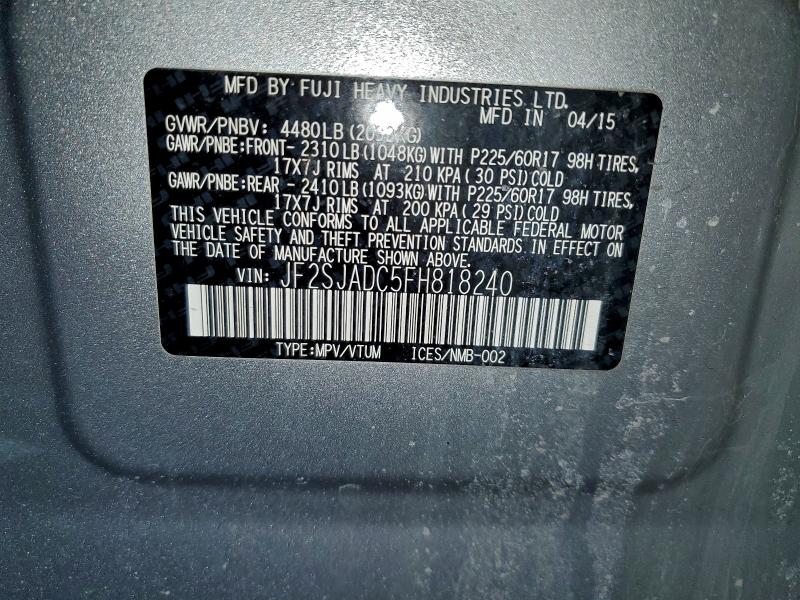 MFD BY FUJI HEAVY INDUSTRIES LTD.
MFD IN 04/15
GVWR/PNBV: 4480LB
GAWR/PNBE:FRONT- 2310LB(1048KG)WITH P225/60R17 98H TIRES,
17X7J RIMS AT 210 KPA(30 PSI)COLD
GAWR/PNBE:REAR - 2410LB(1093KG)WITH P225/60R17 98H TIRES,
17X7J RIMS AT 200 KPA(29 PSI)COLD
THIS VEHICLE CONFORMS TO ALL APPLICABLE FEDERAL MOTOR
VEHICLE SAFETY AND THEFT PREVENTION STANDARDS IN EFFECT ON
THE DATE OF MANUFACTURE SHOWN ABOVE.
VIN: JF2SJADC5FH818240
TYPE:MPV/VTUM ICES/NMB-002